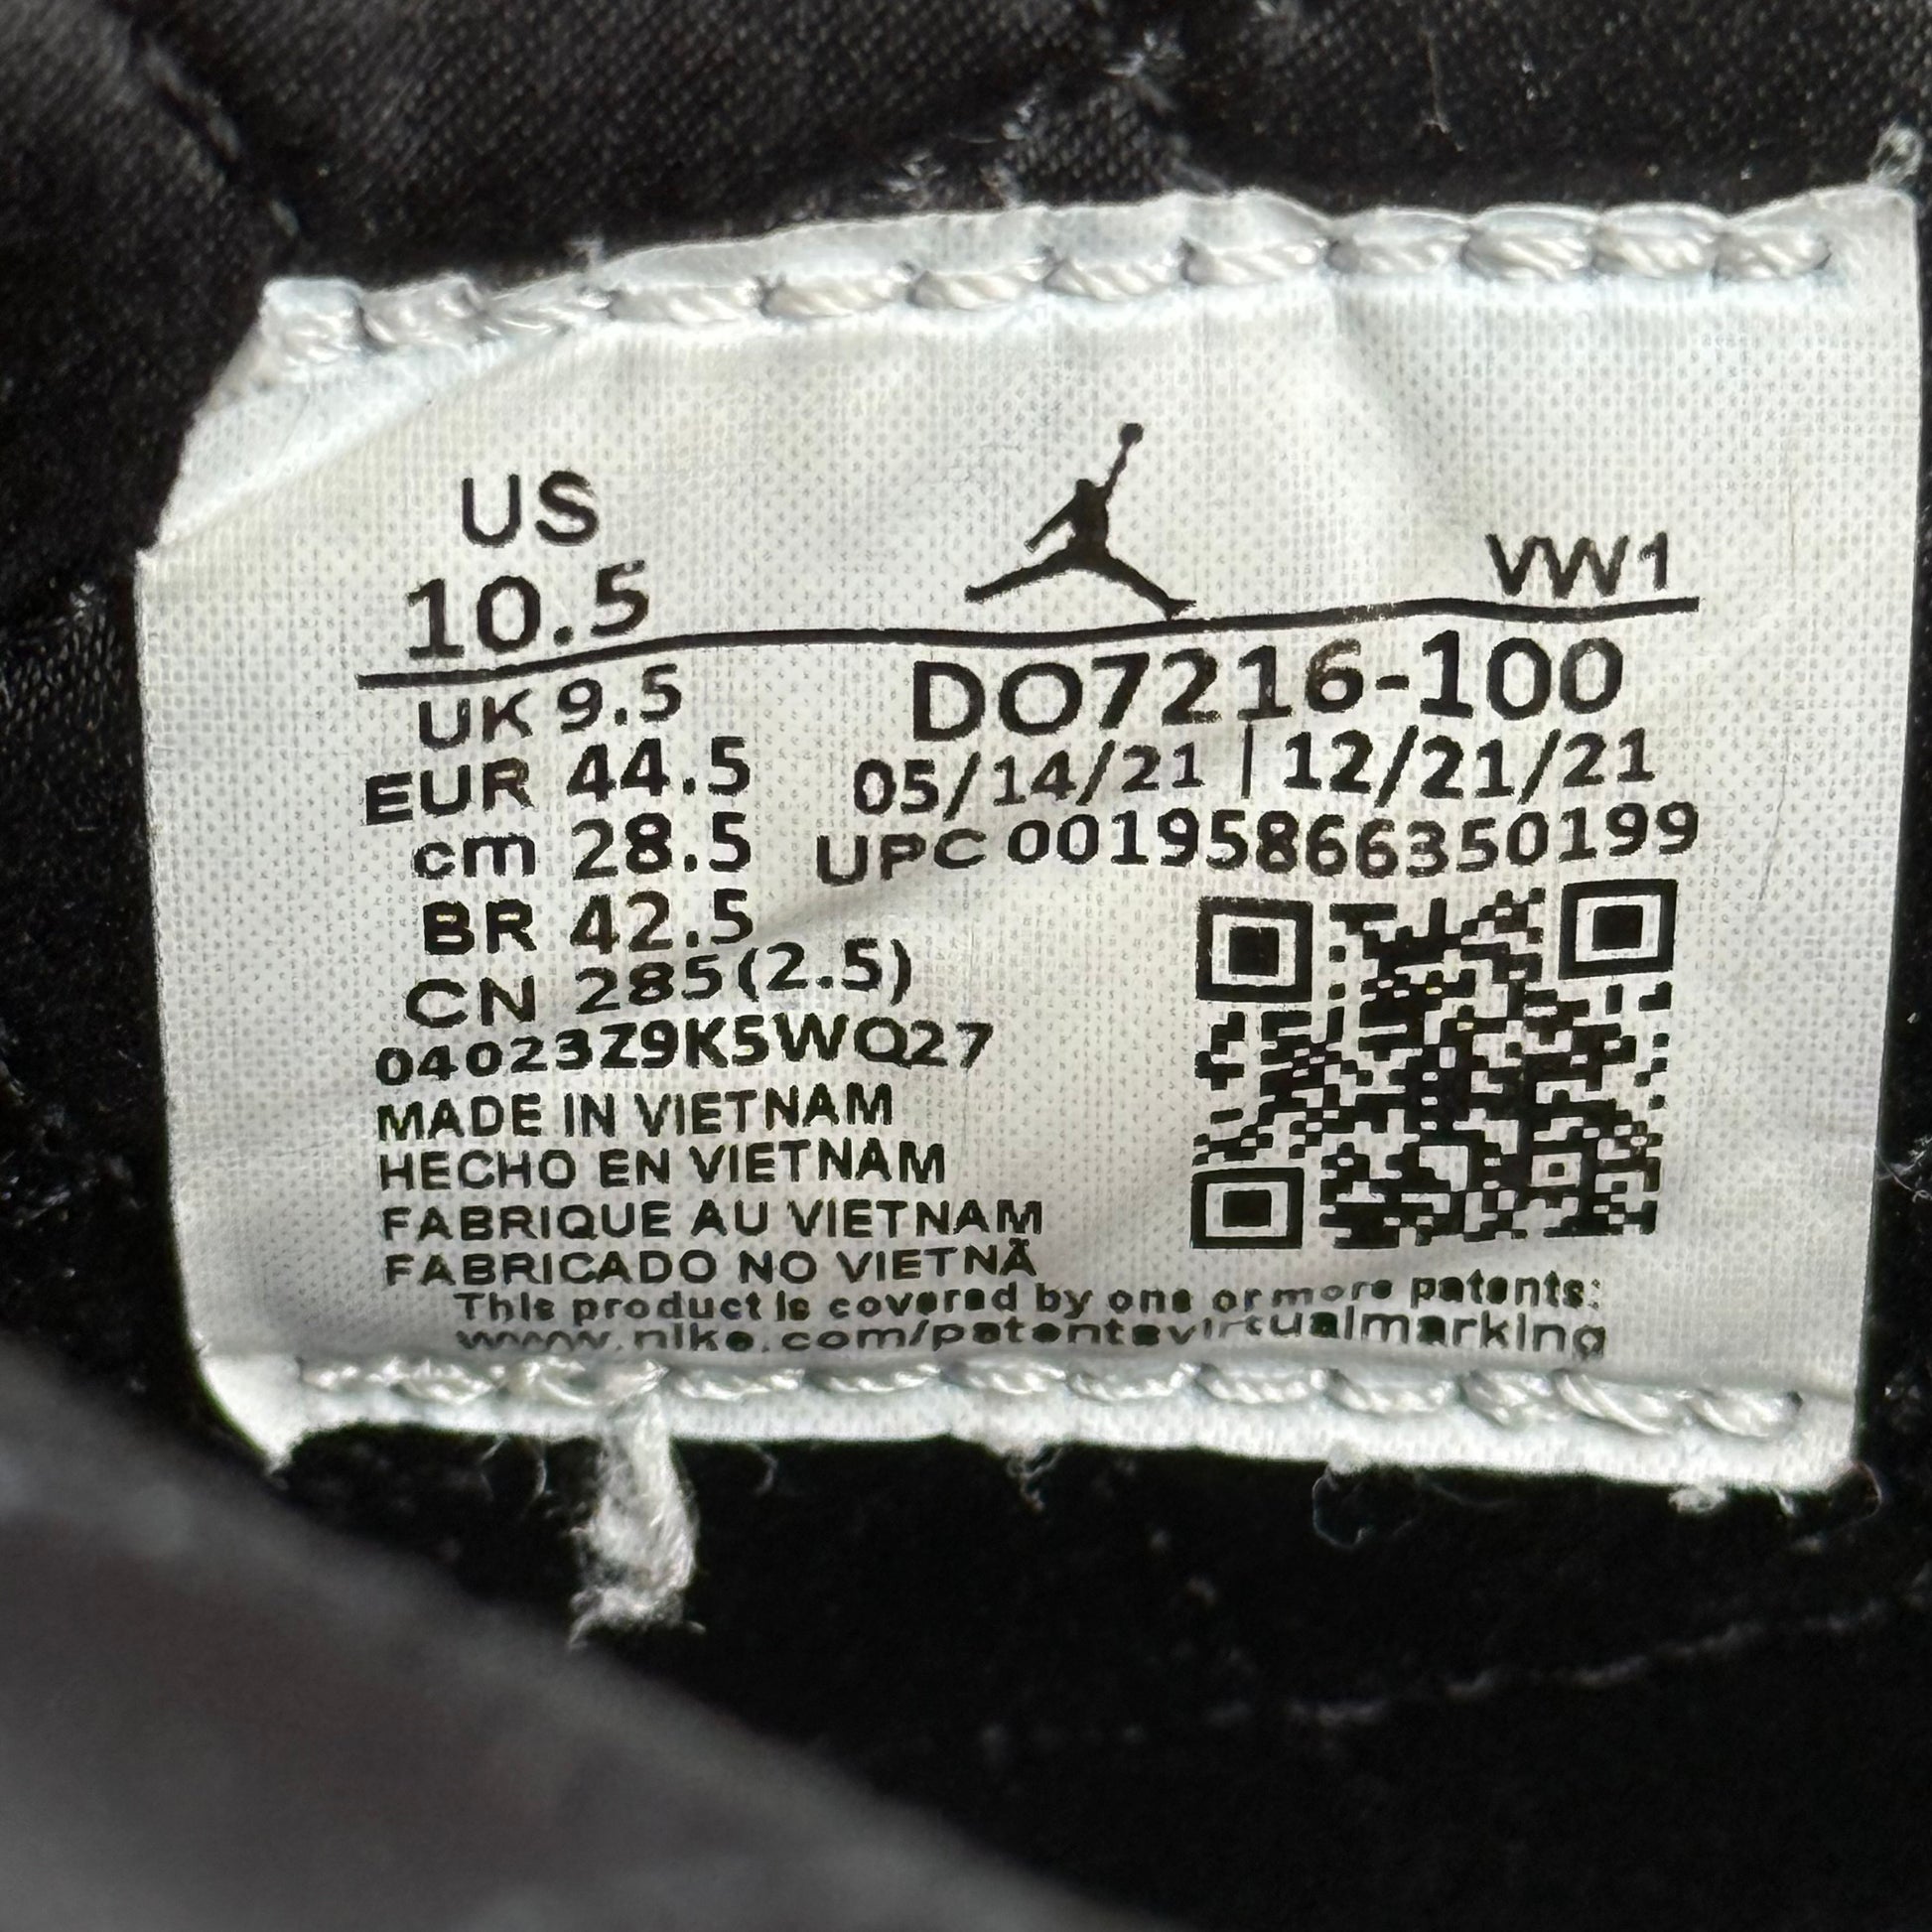 US
10.5
VW1
UK 9.5
EUR 44.5
cm 28.5
BR 42.5
CN 285(2.5)
DO7216-100
05/14/21 | 12/21/21
UPC 00195866350199
04023Z9K5WQ27
MADE IN VIETNAM
HECHO EN VIETNAM
FABRIQUE AU VIETNAM
FABRICADO NO VIETNÃ
This product is covered by one or more patents:
www.nike.com/patentsvirtualmarking